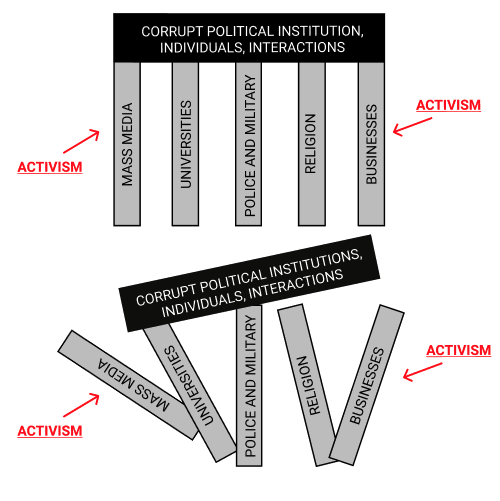 CORRUPT POLITICAL INSTITUTION,
INDIVIDUALS, INTERACTIONS
MASS MEDIA
UNIVERSITIES
POLICE AND MILITARY
RELIGION
BUSINESSES
ACTIVISM
ACTIVISM
CORRUPT POLITICAL INSTITUTIONS,
INDIVIDUALS, INTERACTIONS
MASS MEDIA
UNIVERSITIES
POLICE AND MILITARY
RELIGION
BUSINESSES
ACTIVISM
ACTIVISM